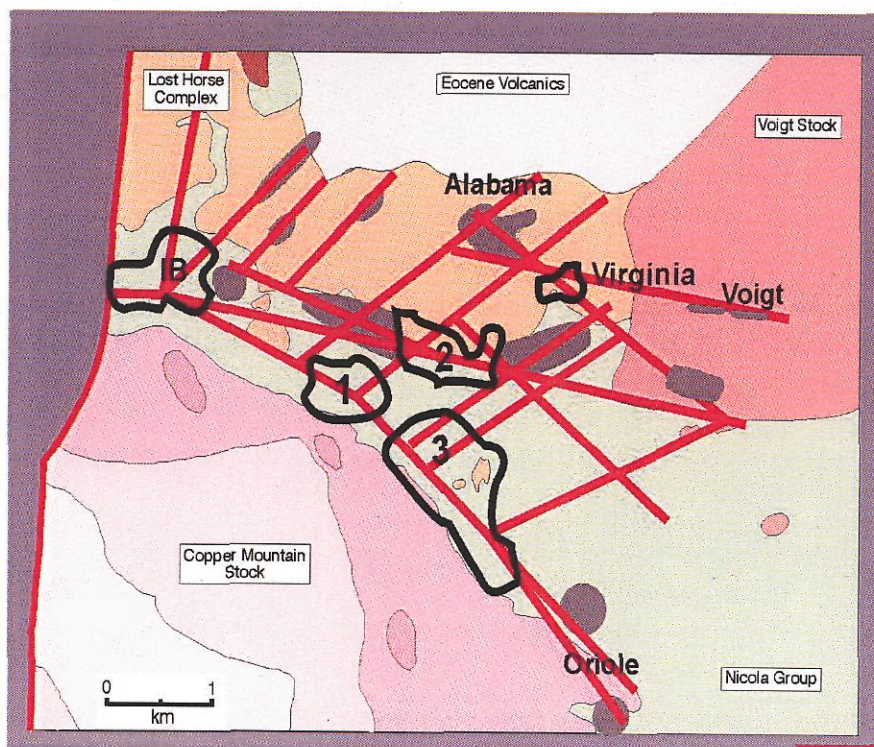 Lost Horse
Complex
Eocene Volcanics
Voigt Stock
Alabama
IB
Virginia
Voigt
2
1
3
Copper Mountain
Stock
Oriole
Nicola Group
0 1
km